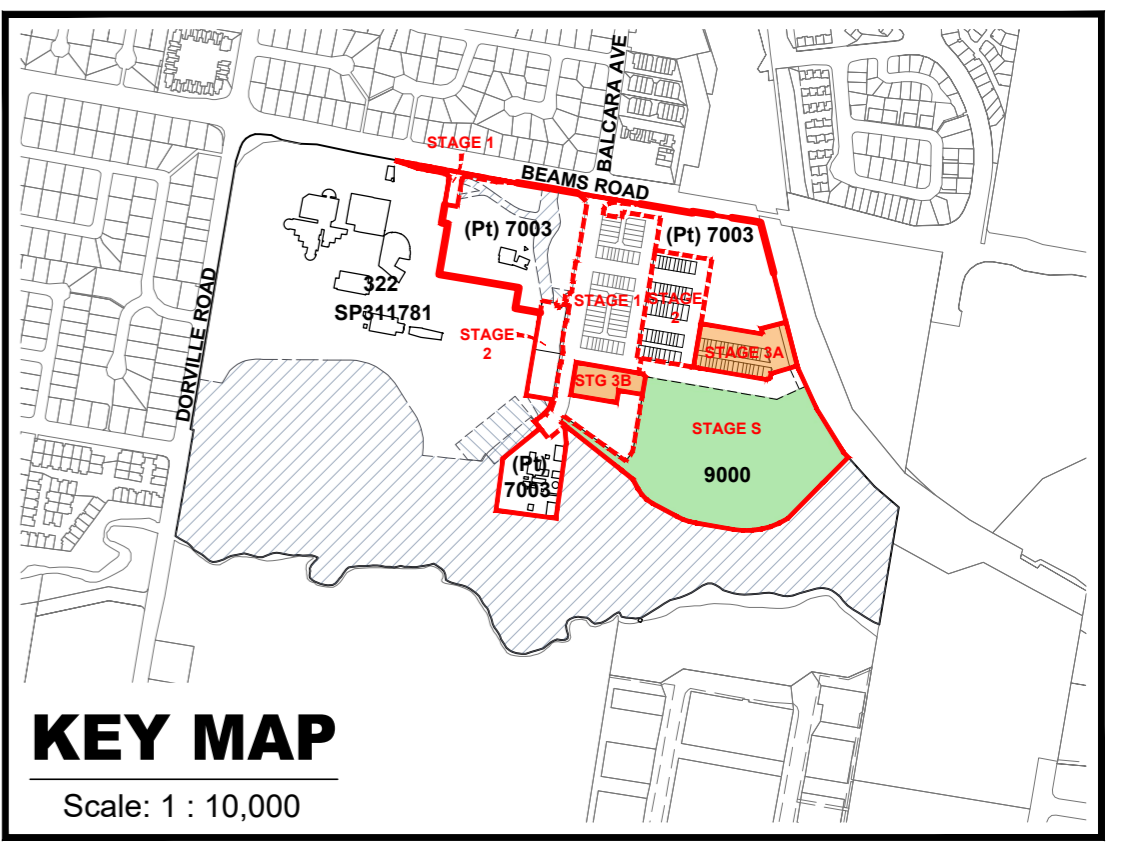 BALCARA AVE
STAGE 1
BEAMS ROAD
(Pt) 7003
(Pt) 7003
322
SP311781
STAGE 1
STAGE
2
STAGE
2
STAGE 3A
STG 3B
DORVILLE ROAD
STAGE S
9000
(Pt)
7003
KEY MAP
Scale: 1 : 10,000